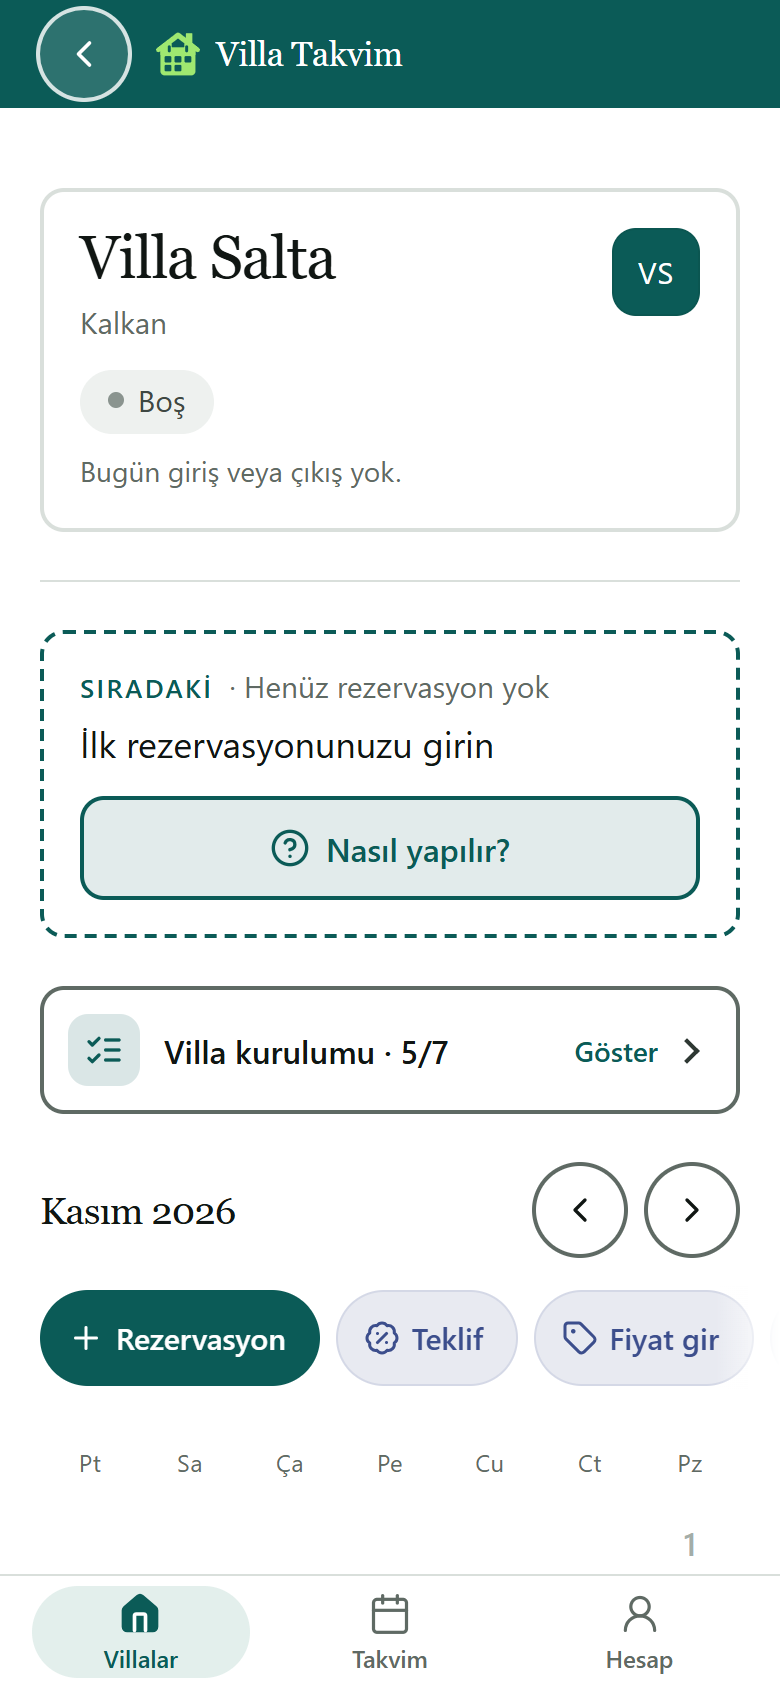 Villa Takvim
Villa Salta
VS
Kalkan
Boş
Bugün giriş veya çıkış yok.
SIRADAKİ · Henüz rezervasyon yok
İlk rezervasyonunuzu girin
Nasıl yapılır?
Villa kurulumu · 5/7 Göster
Kasım 2026
Rezervasyon Teklif Fiyat gir
Pt Sa Ça Pe Cu Ct Pz
1
Villalar Takvim Hesap